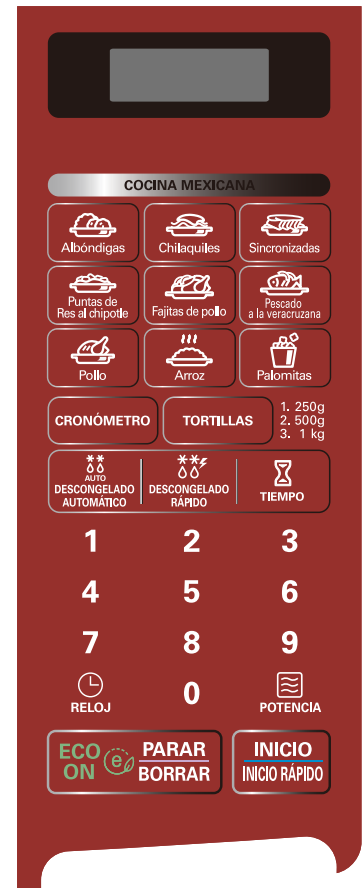 COCINA MEXICANA
Albóndigas
Chilaquiles
Sincronizadas
Puntas de
Res al chipotle
Fajitas de pollo
Pescado
a la veracruzana
Pollo
Arroz
Palomitas
CRONÓMETRO
TORTILLAS
1. 250g
2. 500g
3. 1 kg
AUTO
DESCONGELADO
AUTOMÁTICO
DESCONGELADO
RÁPIDO
TIEMPO
1 2 3
4 5 6
7 8 9
RELOJ
0
POTENCIA
ECO
ON
e
PARAR
BORRAR
INICIO
INICIO RÁPIDO